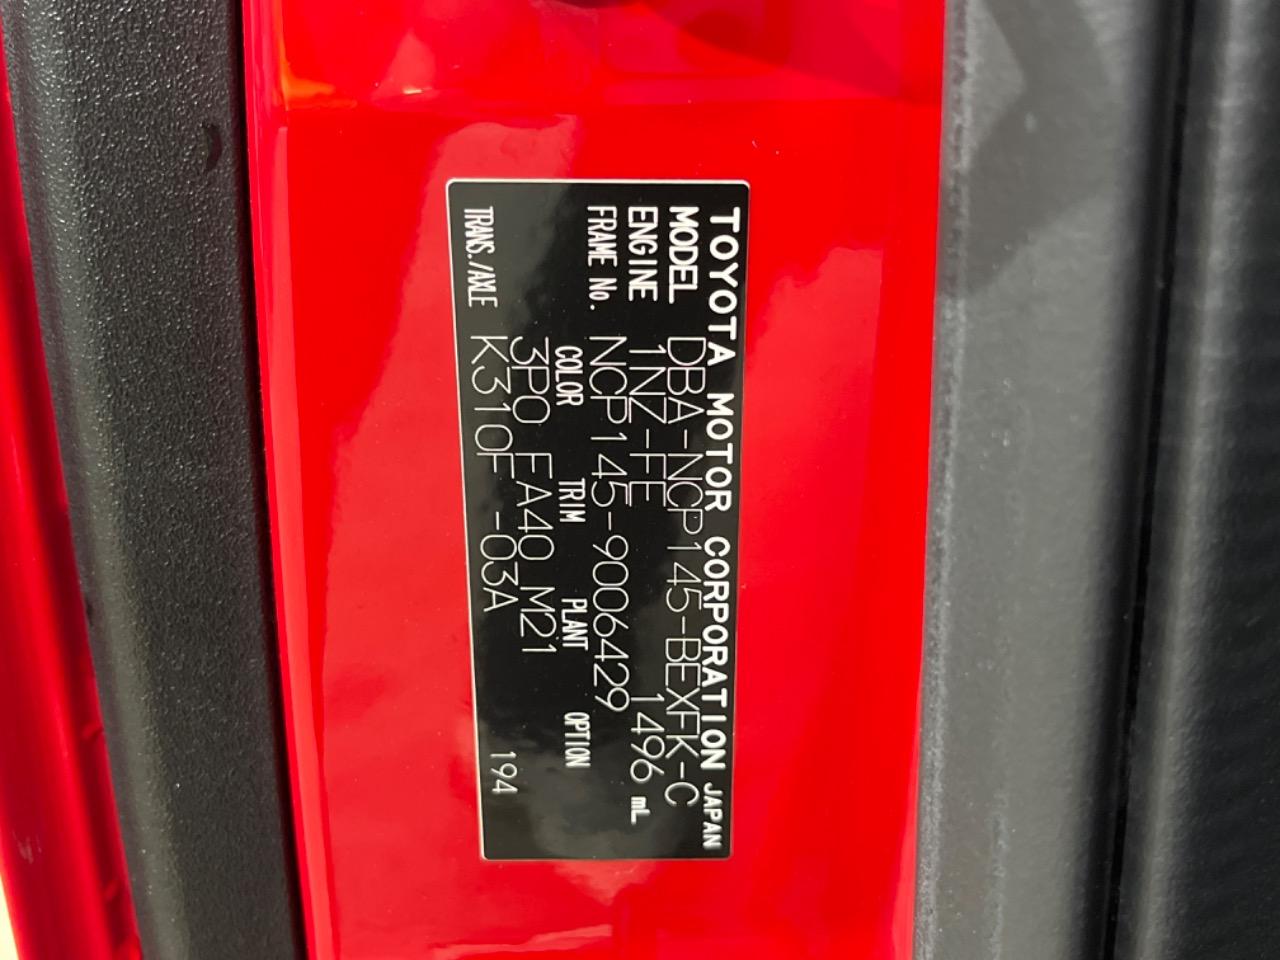 TOYOTA MOTOR CORPORATION JAPAN
MODEL DBA-NCP145-BEXFK-C
ENGINE 1NZ-FE 1496 mL
FRAME No. NCP145-9006429
COLOR TRIM PLANT OPTION
3P0 FA40 M21
TRANS./AXLE K310F -03A 194